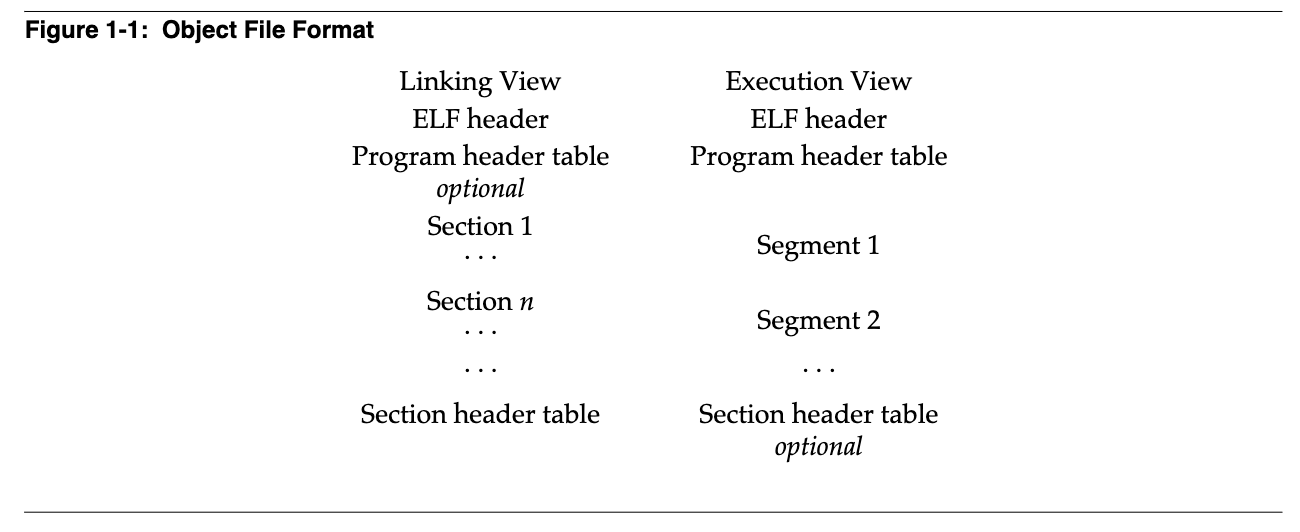 Figure 1-1: Object File Format
Linking View Execution View
ELF header ELF header
Program header table Program header table
optional
Section 1
Segment 1
. . .
Section n
Segment 2
. . .
. . . . . .
Section header table Section header table
optional